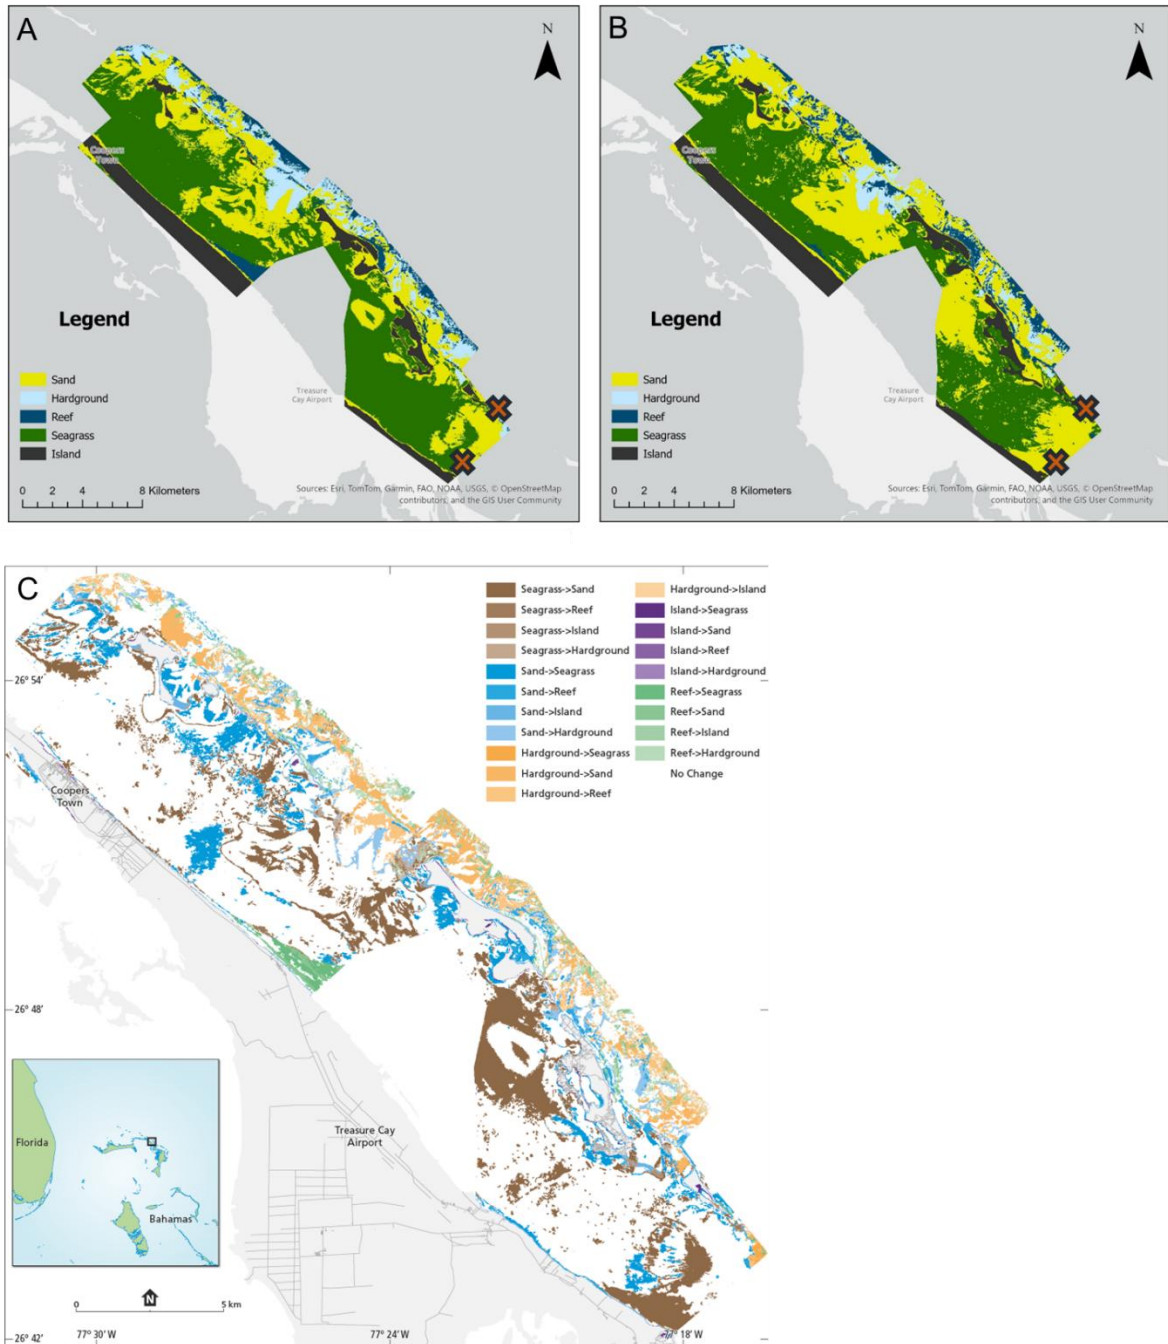 A
N
Coopers
Town
Legend
Treasure
Cay Airport
Sand
Hardground
Reef
Seagrass
Island
0 2 4 8 Kilometers
Sources: Esri, TomTom, Garmin, FAO, NOAA, USGS, © OpenStreetMap
contributors, and the GIS User Community
B
N
Coopers
Town
Legend
Treasure
Cay Airport
Sand
Hardground
Reef
Seagrass
Island
0 2 4 8 Kilometers
Sources: Esri, TomTom, Garmin, FAO, NOAA, USGS, © OpenStreetMap
contributors, and the GIS User Community
C
Seagrass->Sand
Seagrass->Reef
Seagrass->Island
Seagrass->Hardground
Sand->Seagrass
Sand->Reef
Sand->Island
Sand->Hardground
Hardground->Seagrass
Hardground->Sand
Hardground->Reef
Hardground->Island
Island->Seagrass
Island->Sand
Island->Reef
Island->Hardground
Reef->Seagrass
Reef->Sand
Reef->Island
Reef->Hardground
No Change
26° 54'
Coopers
Town
26° 48'
Treasure Cay
Airport
Florida
Bahamas
N
0 5 km
26° 42'
77° 30' W
77° 24' W
77° 18' W